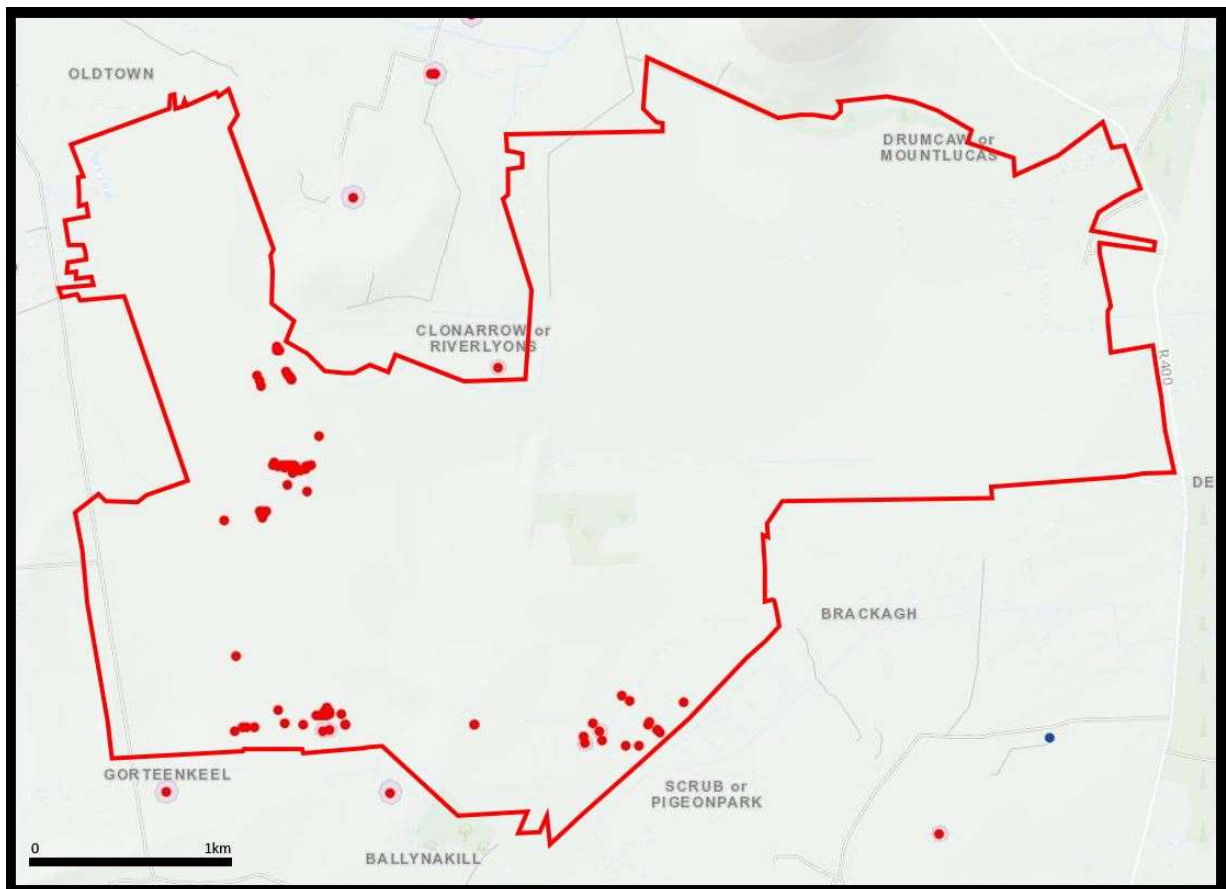 OLDTOWN
DRUMCAW or
MOUNTLUCAS
CLONARROW or
RIVERLYONS
R400
DE
BRACKAGH
GORTEENKEEL
SCRUB or
PIGEONPARK
BALLYNAKILL
0 1km